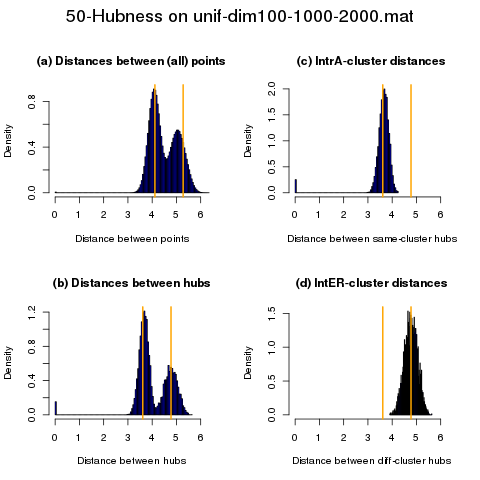 50-Hubness on unif-dim100-1000-2000.mat
(a) Distances between (all) points
Density
0.0 0.4 0.8
0 1 2 3 4 5 6
Distance between points
(c) IntrA-cluster distances
Density
0.0 0.5 1.0 1.5 2.0
0 1 2 3 4 5 6
Distance between same-cluster hubs
(b) Distances between hubs
Density
0.0 0.4 0.8 1.2
0 1 2 3 4 5 6
Distance between hubs
(d) IntER-cluster distances
Density
0.0 0.5 1.0 1.5
0 1 2 3 4 5 6
Distance between diff-cluster hubs